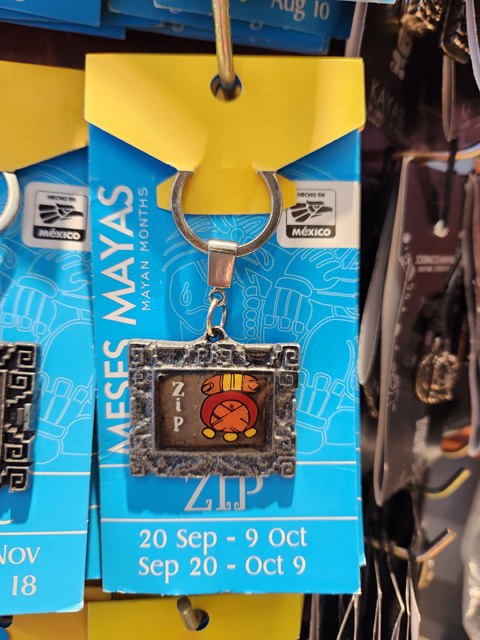 Aug 10
HECHO EN
MÉXICO
HECHO EN
MÉXICO
MESES MAYAS
MAYAN MONTHS
Zip
ZIP
20 Sep - 9 Oct
Sep 20 - Oct 9
Nov
18